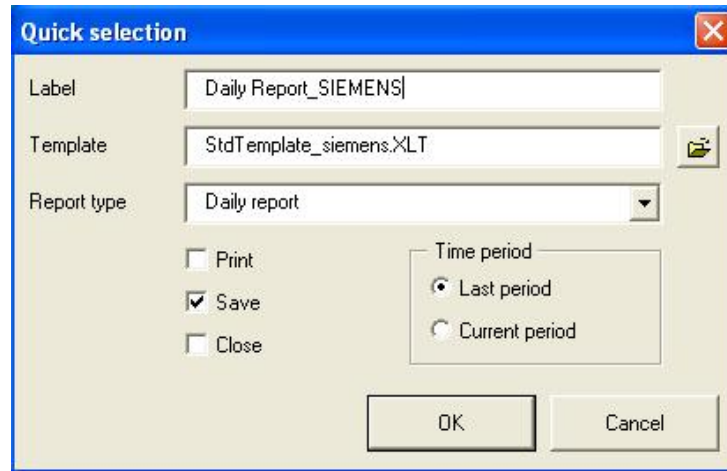 Quick selection
Label Daily Report_SIEMENS
Template StdTemplate_siemens.XLT
Report type Daily report
Time period
Print
Last period
Save
Current period
Close
OK Cancel